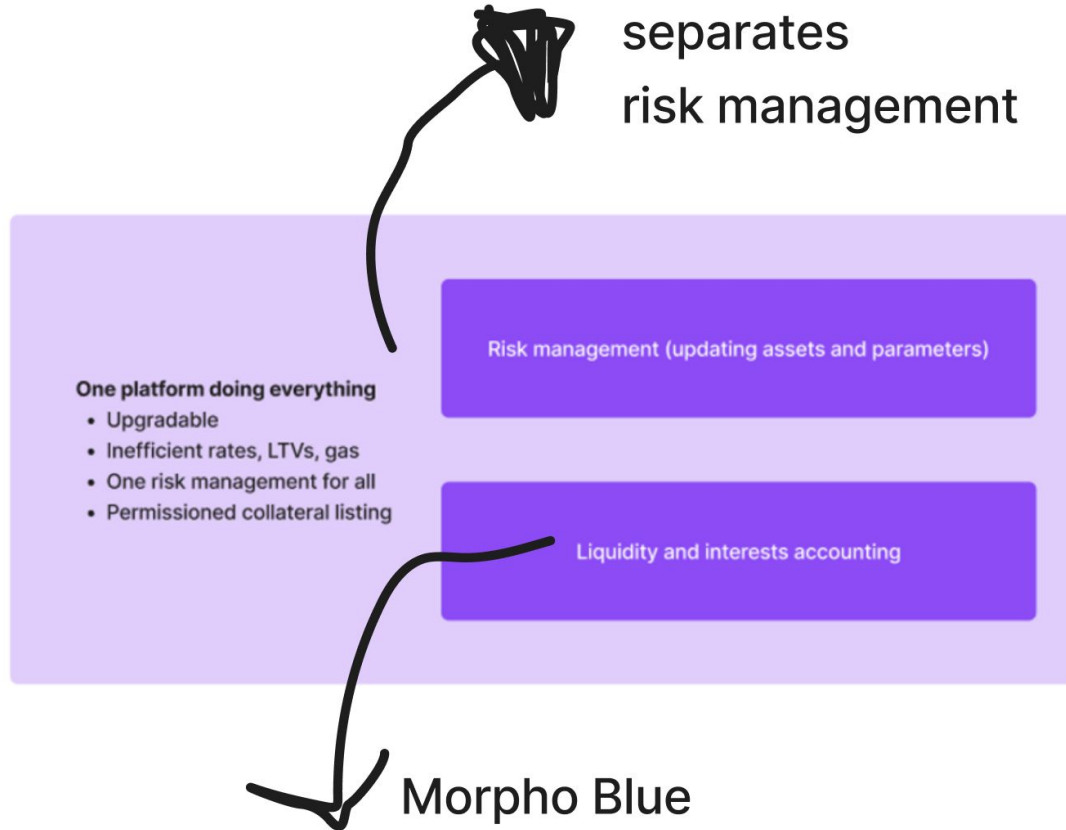 separates
risk management
One platform doing everything
• Upgradable
• Inefficient rates, LTVs, gas
• One risk management for all
• Permissioned collateral listing
Risk management (updating assets and parameters)
Liquidity and interests accounting
Morpho Blue